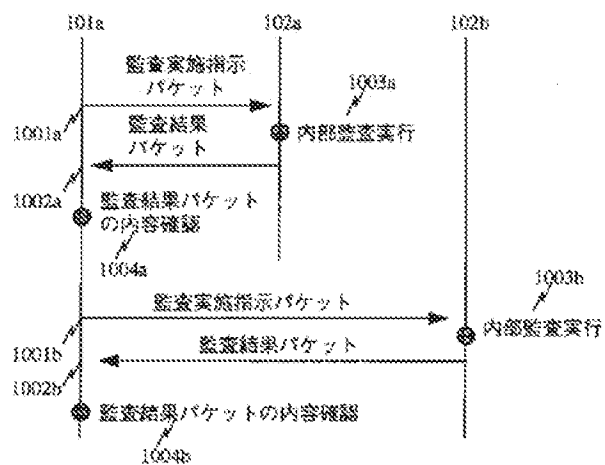 101a
102a
102b
監査実施指示
パケット
1003a
1001a
監査結果
パケット
内部監査実行
1002a
監査結果パケット
の内容確認
1004a
監査実施指示パケット
1003b
内部監査実行
1001b
監査結果パケット
1002b
監査結果パケットの内容確認
1004b